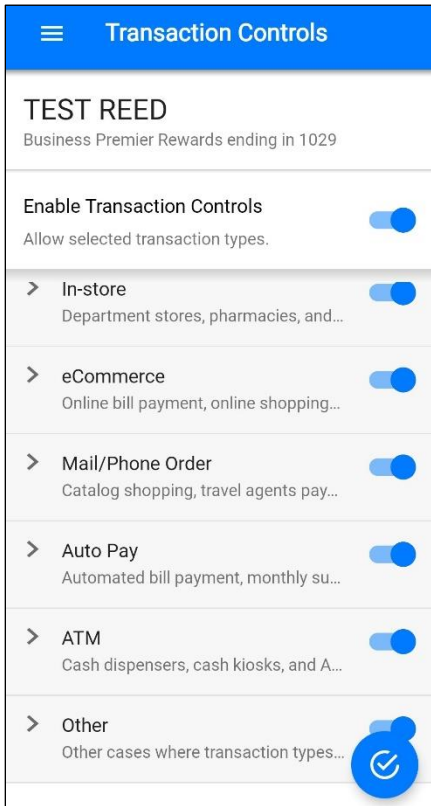 Transaction Controls
TEST REED
Business Premier Rewards ending in 1029
Enable Transaction Controls
Allow selected transaction types.
In-store
Department stores, pharmacies, and...
eCommerce
Online bill payment, online shopping...
Mail/Phone Order
Catalog shopping, travel agents pay...
Auto Pay
Automated bill payment, monthly su...
ATM
Cash dispensers, cash kiosks, and A...
Other
Other cases where transaction types...